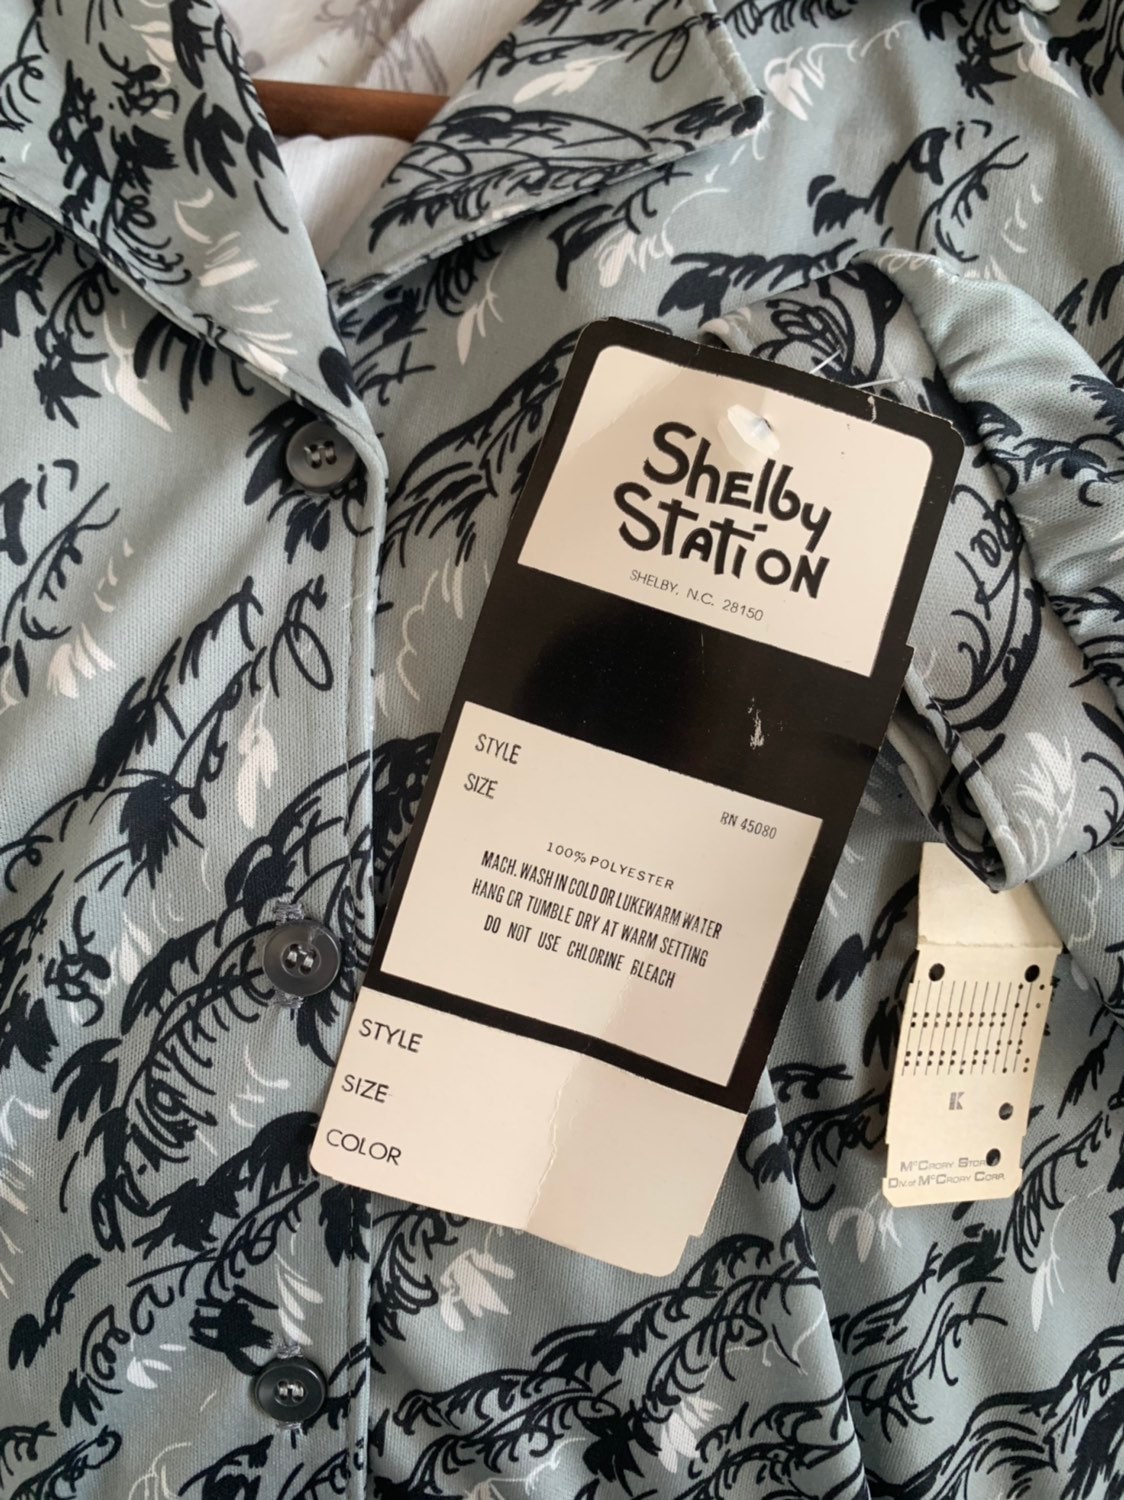 Shelby
Station
SHELBY, N.C. 28150
STYLE
SIZE
RN 45080
100% POLYESTER
MACH. WASH IN COLD OR LUKEWARM WATER
HANG OR TUMBLE DRY AT WARM SETTING
DO NOT USE CHLORINE BLEACH
STYLE
SIZE
COLOR
K
McCRORY
DIV. of McCRORY CORP.